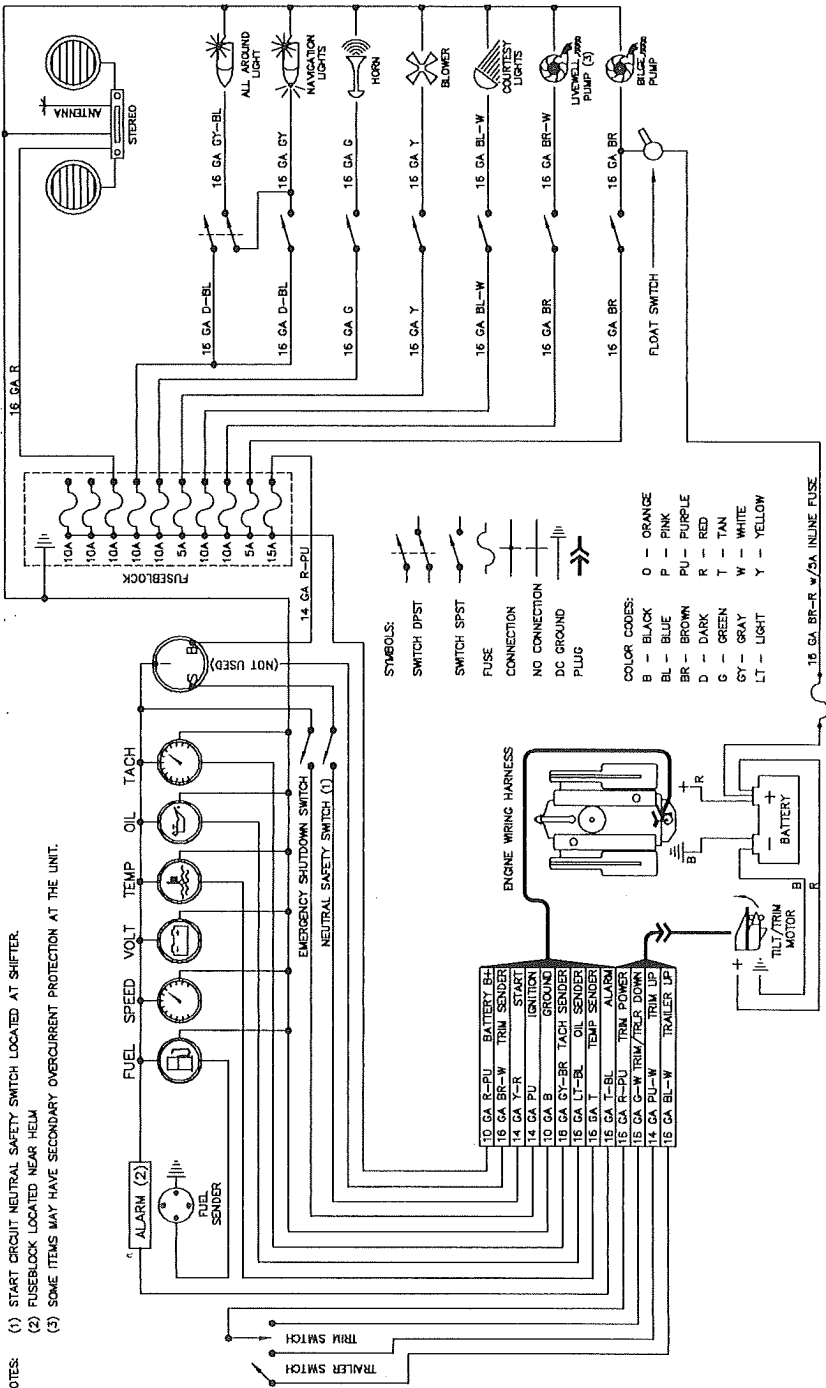 OTES: (1) START CIRCUIT NEUTRAL SAFETY SWITCH LOCATED AT SHIFTER.
(2) FUSEBLOCK LOCATED NEAR HELM
(3) SOME ITEMS MAY HAVE SECONDARY OVERCURRENT PROTECTION AT THE UNIT.
ALARM (2)
FUEL SENDER
FUEL
SPEED
VOLT
TEMP
OIL
TACH
I
S
B
(NOT USED)
EMERGENCY SHUTDOWN SWITCH
NEUTRAL SAFETY SWITCH (1)
14 GA R-PU
FUSEBLOCK
10A
10A
10A
10A
10A
5A
10A
10A
5A
15A
16 GA R
ANTENNA
STEREO
16 GA D-BL
16 GA GY-BL
ALL AROUND LIGHT
16 GA D-BL
16 GA GY
NAVIGATION LIGHTS
16 GA G
16 GA G
HORN
16 GA Y
16 GA Y
BLOWER
16 GA BL-W
16 GA BL-W
COURTESY LIGHTS
16 GA BR
16 GA BR-W
LIVEWELL PUMP (3)
16 GA BR
16 GA BR
BILGE PUMP
FLOAT SWITCH
SYMBOLS:
SWITCH DPST
SWITCH SPST
FUSE
CONNECTION
NO CONNECTION
DC GROUND
PLUG
COLOR CODES:
B - BLACK O - ORANGE
BL - BLUE P - PINK
BR - BROWN PU - PURPLE
D - DARK R - RED
G - GREEN T - TAN
GY - GRAY W - WHITE
LT - LIGHT Y - YELLOW
16 GA BR-R w/5A INLINE FUSE
ENGINE WIRING HARNESS
10 GA R-PU BATTERY B+
16 GA BR-W TRIM SENDER
14 GA Y-R START
14 GA PU IGNITION
10 GA B GROUND
16 GA GY-BR TACH SENDER
16 GA LT-BL OIL SENDER
16 GA T TEMP SENDER
16 GA T-BL ALARM
16 GA R-PU TRIM POWER
16 GA G-W TRIM/TRLR DOWN
14 GA PU-W TRIM UP
16 GA BL-W TRAILER UP
TRIM SWITCH
TRAILER SWITCH
TILT/TRIM MOTOR
+
B
R
B
+
R
- +
BATTERY